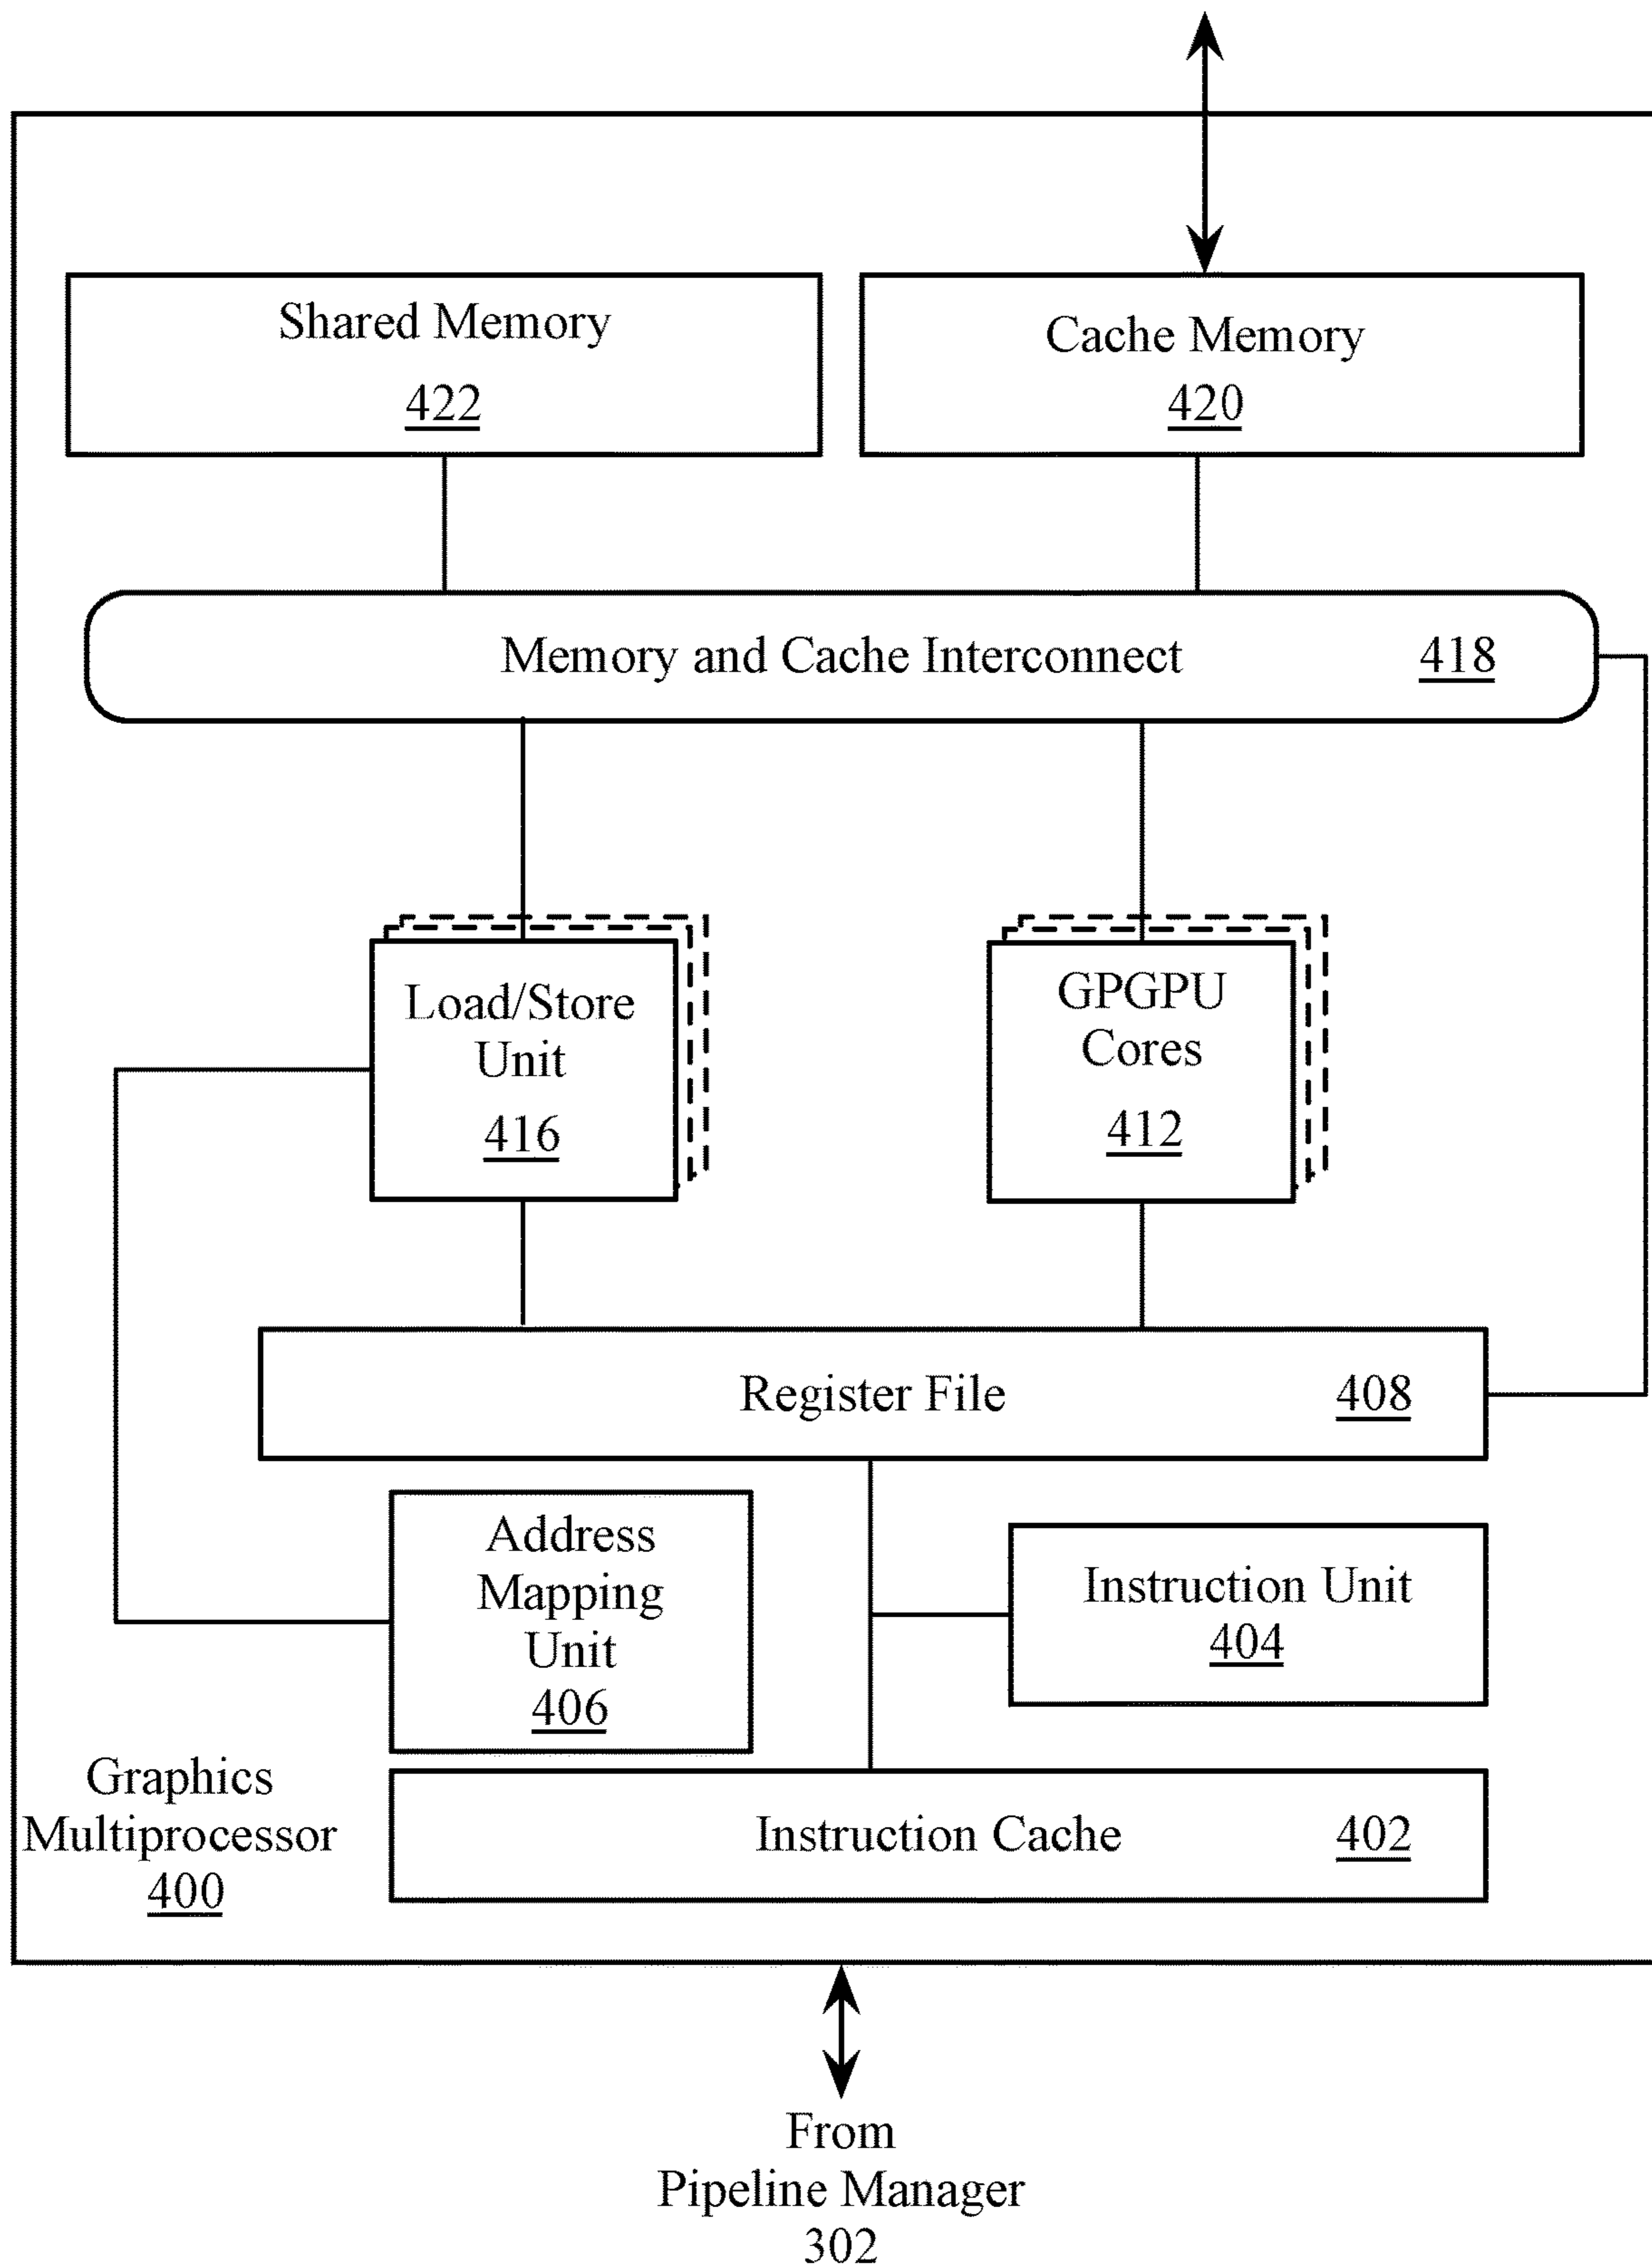 Shared Memory
422
Cache Memory
420
Memory and Cache Interconnect 418
Load/Store
Unit
416
GPGPU
Cores
412
Register File 408
Address
Mapping
Unit
406
Instruction Unit
404
Graphics
Multiprocessor
400
Instruction Cache 402
From
Pipeline Manager
302